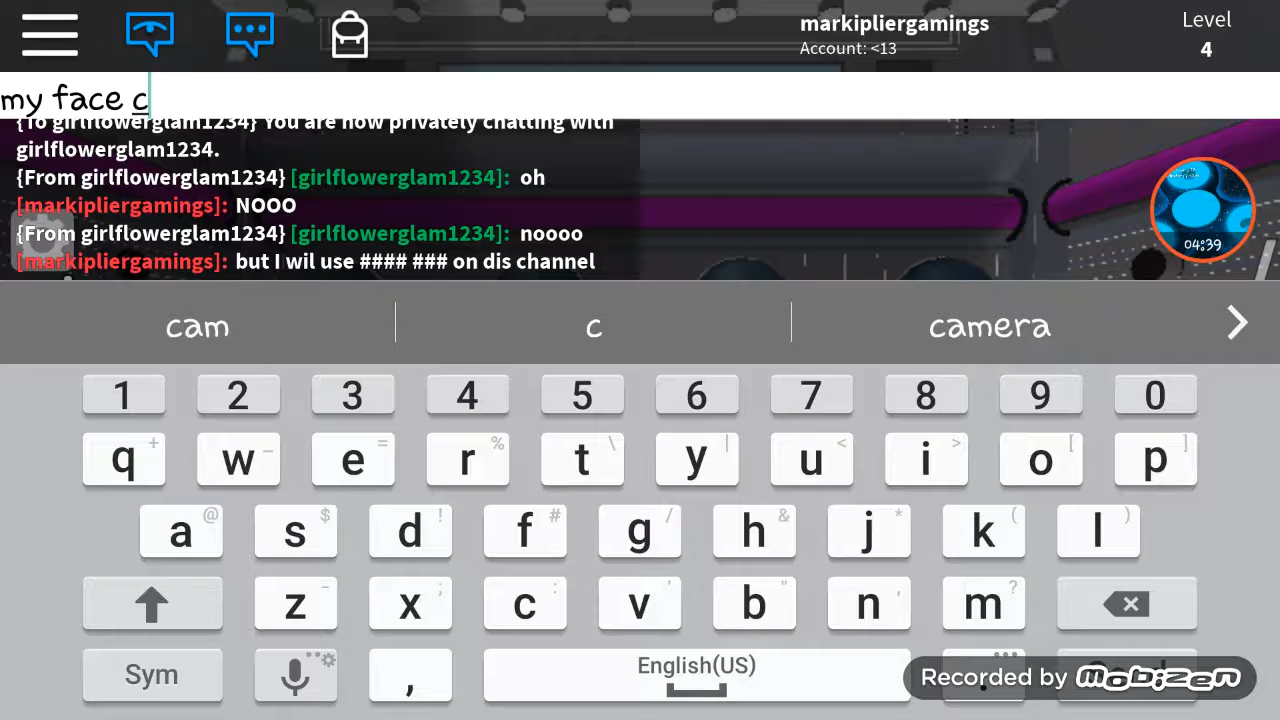 markipliergamings
Account: <13
Level
4
my face c
{To girlflowerglam1234} You are now privately chatting with
girlflowerglam1234.
{From girlflowerglam1234} [girlflowerglam1234]: oh
[markipliergamings]: NOOO
{From girlflowerglam1234} [girlflowerglam1234]: noooo
[markipliergamings]: but I wil use #### ### on dis channel
04:39
cam c camera
1 2 3 4 5 6 7 8 9 0
q w e r t y u i o p
a s d f g h j k l
z x c v b n m
Sym , English(US)
Recorded by mobizen